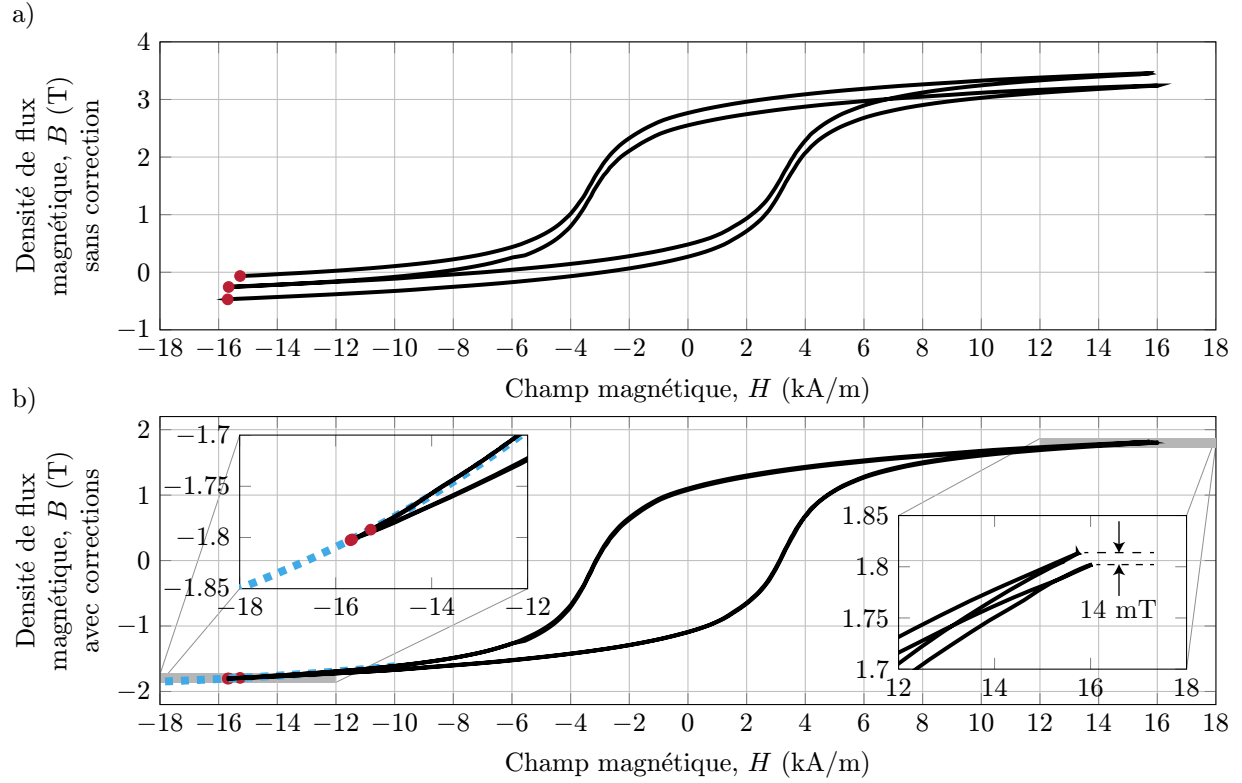 a)
Densité de flux
magnétique, B (T)
sans correction
4
3
2
1
0
−1
−18 −16 −14 −12 −10 −8 −6 −4 −2 0 2 4 6 8 10 12 14 16 18
Champ magnétique, H (kA/m)
b)
Densité de flux
magnétique, B (T)
avec corrections
2
1
0
−1
−2
−1.7
−1.75
−1.8
−1.85
−18 −16 −14 −12
1.85
1.8
1.75
1.7
14 mT
12 14 16 18
−18 −16 −14 −12 −10 −8 −6 −4 −2 0 2 4 6 8 10 12 14 16 18
Champ magnétique, H (kA/m)